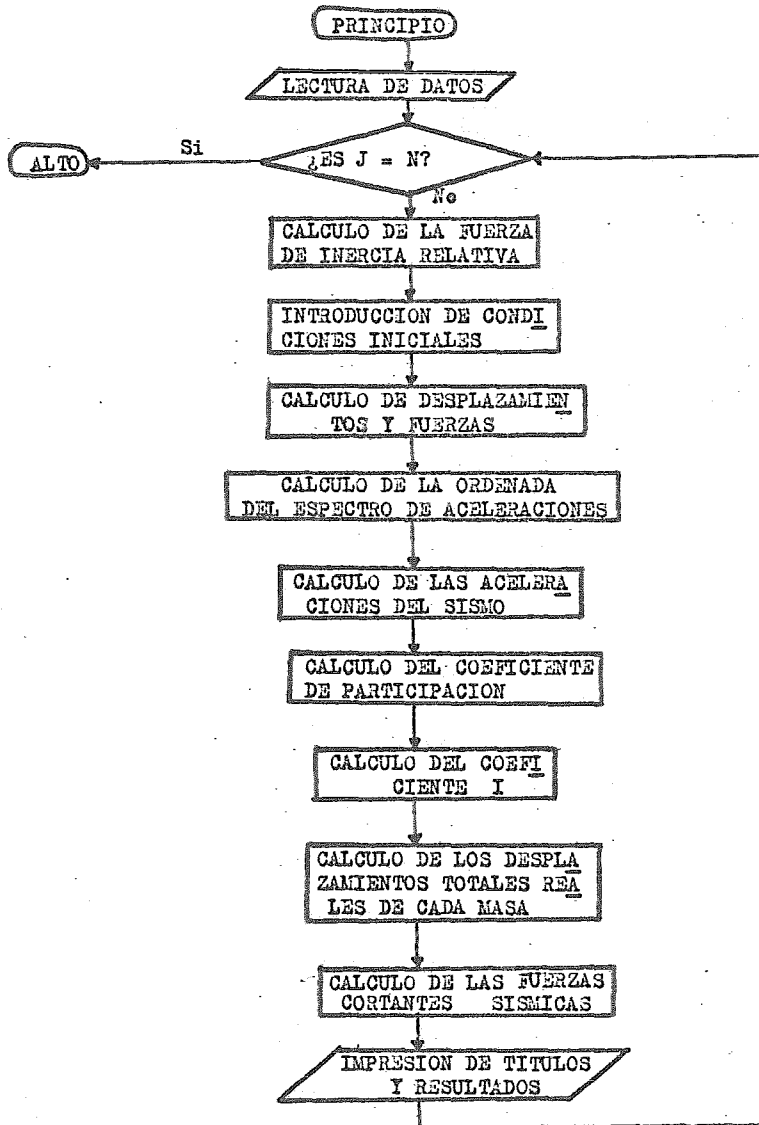 PRINCIPIO
LECTURA DE DATOS
Si
ALTO
¿ES J = N?
No
CALCULO DE LA FUERZA
DE INERCIA RELATIVA
INTRODUCCION DE CONDI
CIONES INICIALES
CALCULO DE DESPLAZAMIEN
TOS Y FUERZAS
CALCULO DE LA ORDENADA
DEL ESPECTRO DE ACELERACIONES
CALCULO DE LAS ACELERA
CIONES DEL SISMO
CALCULO DEL COEFICIENTE
DE PARTICIPACION
CALCULO DEL COEFI
CIENTE I
CALCULO DE LOS DESPLA
ZAMIENTOS TOTALES REA
LES DE CADA MASA
CALCULO DE LAS FUERZAS
CORTANTES SISMICAS
IMPRESION DE TITULOS
Y RESULTADOS